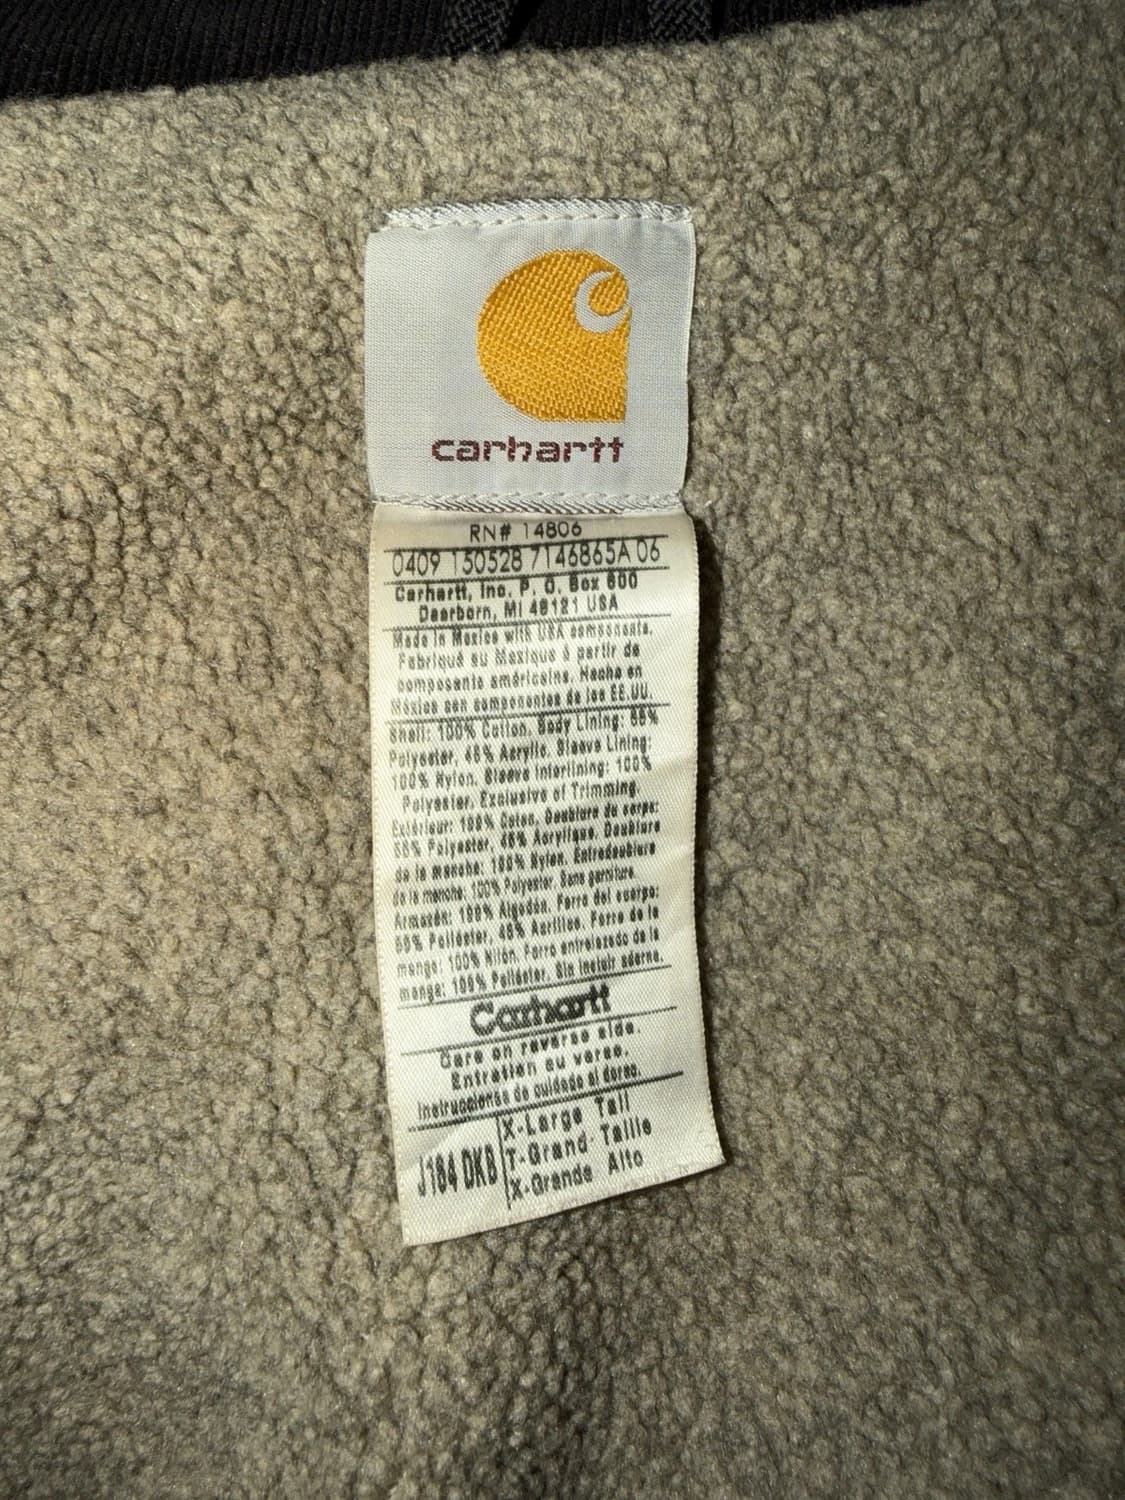 carhartt
RN# 14806
0409 150528 7146865A 06
Carhartt, Inc. P. O. Box 600
Dearborn, MI 48121 USA
Made in Mexico with USA components.
Fabriqué au Mexique à partir de
composants américains. Hecho en
México con componentes de los EE.UU.
Shell: 100% Cotton. Body Lining:
Polyester, Acrylic. Sleeve Lining:
100% Nylon. Sleeve Interlining: 100%
Polyester. Exclusive of Trimming.
Extérieur: 100% Coton. Doublure du corps:
Polyester, Acrylique. Doublure
de la manche: 100% Nylon. Entredoublure
de la manche: 100% Polyester. Sans garniture.
Armazón: 100% Algodón. Forro del cuerpo:
Poliéster, Acrílico. Forro de la
manga: 100% Nilón. Forro entrelazado de la
manga: 100% Poliéster. Sin incluir adorno.
Carhartt
Care on reverse side.
Entretien au verso.
Instrucciones de cuidado al dorso.
J184 DKB
X-Large Tall
T-Grand Taille
X-Grande Alto